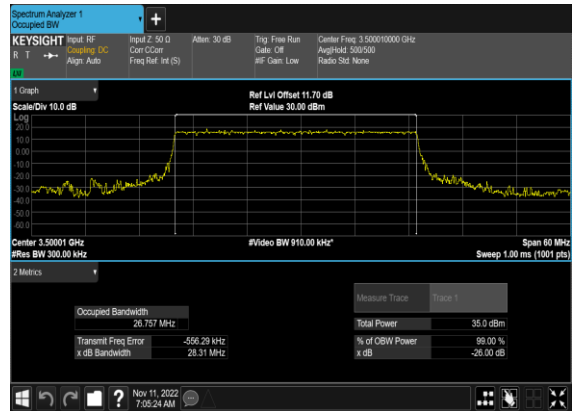 Spectrum Analyzer 1
Occupied BW
+
KEYSIGHT Input: RF Input Z: 50 Ω Atten: 30 dB Trig: Free Run Center Freq: 3.500010000 GHz
R T Coupling: DC Corr CCorr Gate: Off Avg|Hold: 500/500
Align: Auto Freq Ref: Int (S) #IF Gain: Low Radio Std: None
1 Graph
Ref Lvl Offset 11.70 dB
Scale/Div 10.0 dB Ref Value 30.00 dBm
Log
20.0
10.0
0.00
-10.0
-20.0
-30.0
-40.0
-50.0
-60.0
Center 3.50001 GHz #Video BW 910.00 kHz* Span 60 MHz
#Res BW 300.00 kHz Sweep 1.00 ms (1001 pts)
2 Metrics
Measure Trace Trace 1
Occupied Bandwidth
26.757 MHz
Total Power 35.0 dBm
Transmit Freq Error -556.29 kHz % of OBW Power 99.00 %
x dB Bandwidth 28.31 MHz x dB -26.00 dB
? Nov 11, 2022
7:05:24 AM